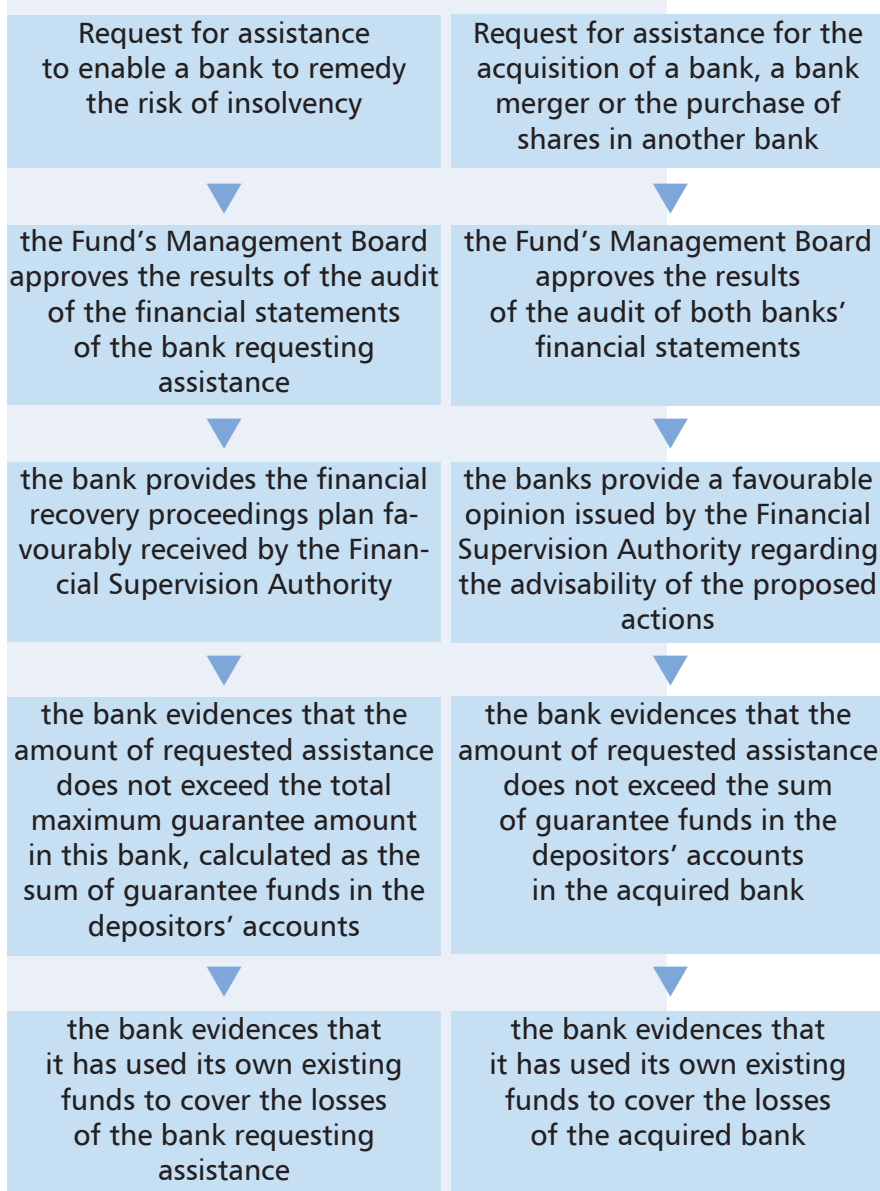 Request for assistance
to enable a bank to remedy
the risk of insolvency
Request for assistance for the
acquisition of a bank, a bank
merger or the purchase of
shares in another bank
the Fund's Management Board
approves the results of the audit
of the financial statements
of the bank requesting
assistance
the Fund's Management Board
approves the results
of the audit of both banks'
financial statements
the bank provides the financial
recovery proceedings plan fa-
vourably received by the Finan-
cial Supervision Authority
the banks provide a favourable
opinion issued by the Financial
Supervision Authority regarding
the advisability of the proposed
actions
the bank evidences that the
amount of requested assistance
does not exceed the total
maximum guarantee amount
in this bank, calculated as the
sum of guarantee funds in the
depositors' accounts
the bank evidences that the
amount of requested assistance
does not exceed the sum
of guarantee funds in the
depositors' accounts
in the acquired bank
the bank evidences that
it has used its own existing
funds to cover the losses
of the bank requesting
assistance
the bank evidences that
it has used its own existing
funds to cover the losses
of the acquired bank